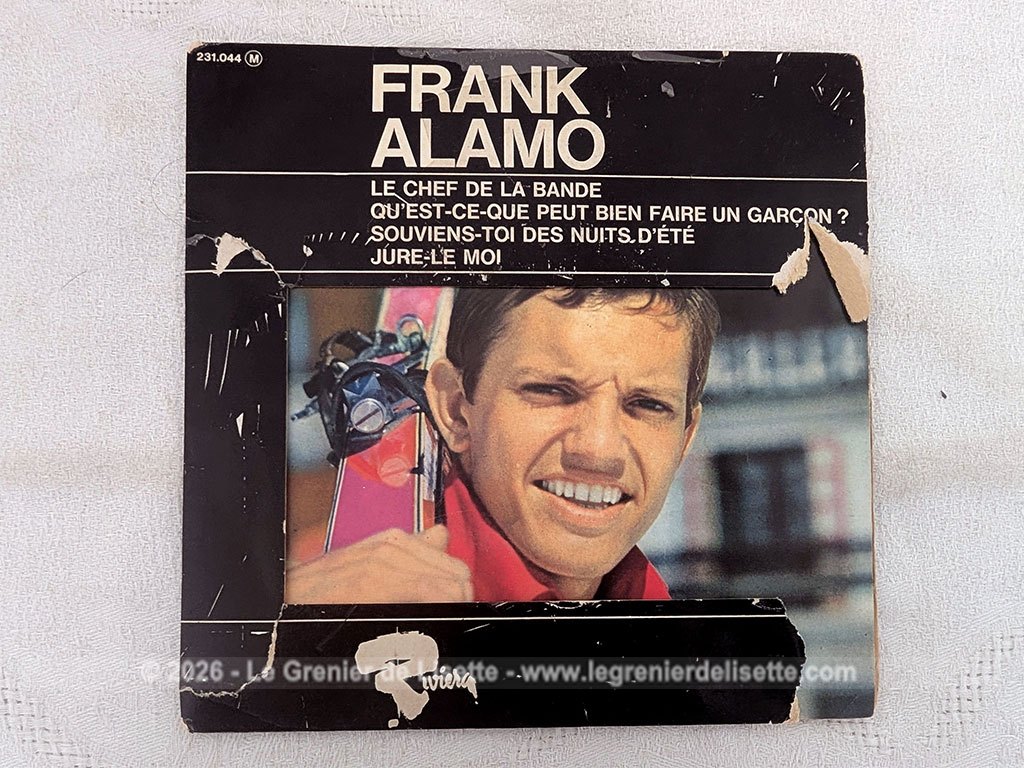 231.044 M
FRANK
ALAMO
LE CHEF DE LA BANDE
QU'EST-CE-QUE PEUT BIEN FAIRE UN GARÇON ?
SOUVIENS-TOI DES NUITS D'ÉTÉ
JURE-LE MOI
Riviera
© 2026 - Le Grenier de Lisette - www.legrenierdelisette.com